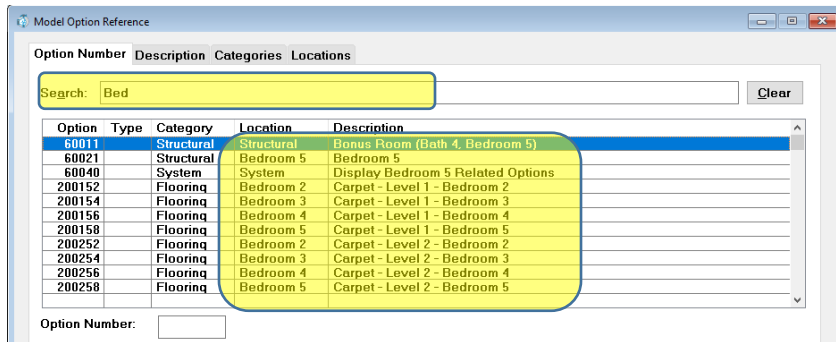 Model Option Reference
Option Number Description Categories Locations
Search: Bed Clear
Option Type Category Location Description
60011 Structural Structural Bonus Room (Bath 4, Bedroom 5)
60021 Structural Bedroom 5 Bedroom 5
60040 System System Display Bedroom 5 Related Options
200152 Flooring Bedroom 2 Carpet - Level 1 - Bedroom 2
200154 Flooring Bedroom 3 Carpet - Level 1 - Bedroom 3
200156 Flooring Bedroom 4 Carpet - Level 1 - Bedroom 4
200158 Flooring Bedroom 5 Carpet - Level 1 - Bedroom 5
200252 Flooring Bedroom 2 Carpet - Level 2 - Bedroom 2
200254 Flooring Bedroom 3 Carpet - Level 2 - Bedroom 3
200256 Flooring Bedroom 4 Carpet - Level 2 - Bedroom 4
200258 Flooring Bedroom 5 Carpet - Level 2 - Bedroom 5
Option Number: